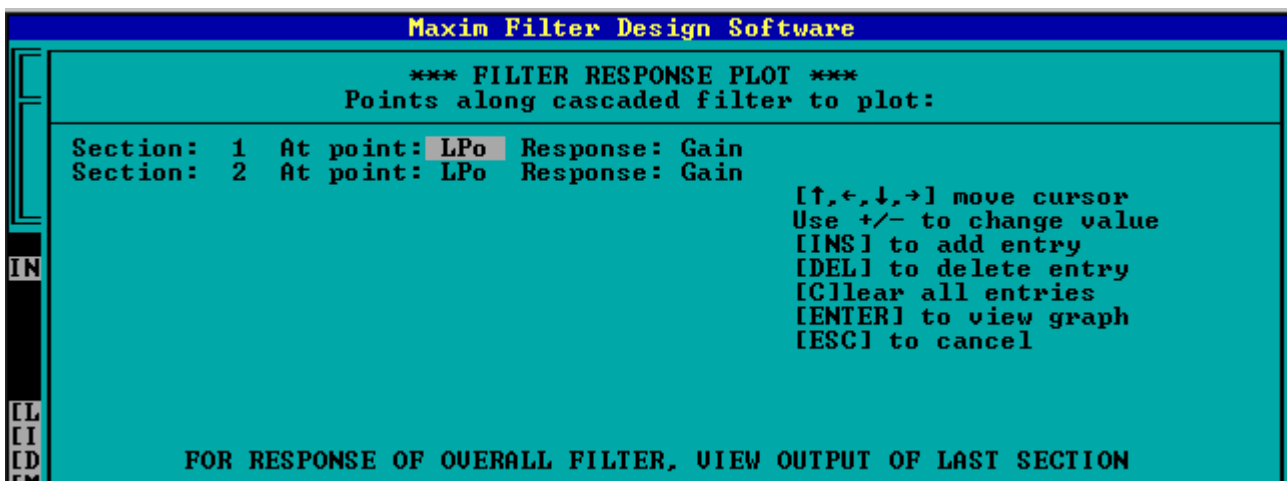 Maxim Filter Design Software
*** FILTER RESPONSE PLOT ***
Points along cascaded filter to plot:
Section: 1 At point: LPo Response: Gain
Section: 2 At point: LPo Response: Gain
[↑,←,↓,→] move cursor
Use +/- to change value
[INS] to add entry
IN
[DEL] to delete entry
[C]lear all entries
[ENTER] to view graph
[ESC] to cancel
[L
[I
[D
FOR RESPONSE OF OVERALL FILTER, VIEW OUTPUT OF LAST SECTION